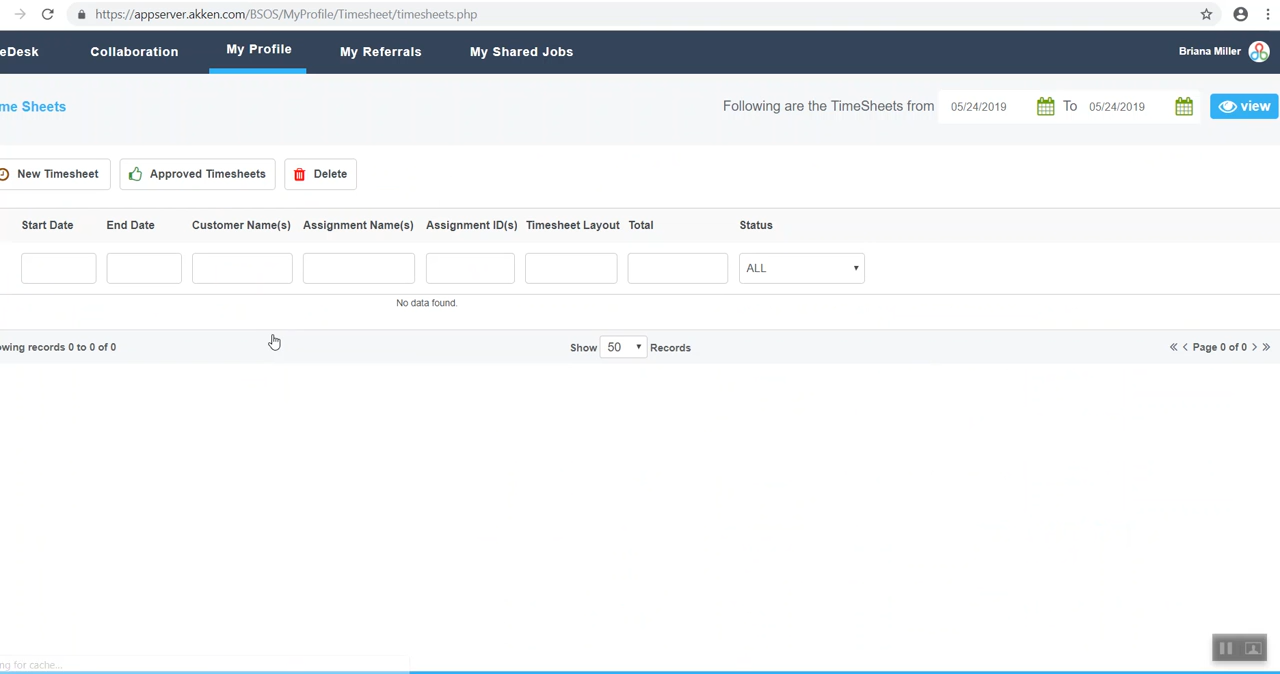 https://appserver.akken.com/BSOS/MyProfile/Timesheet/timesheets.php
eDesk Collaboration My Profile My Referrals My Shared Jobs Briana Miller
me Sheets Following are the TimeSheets from 05/24/2019 To 05/24/2019 view
New Timesheet Approved Timesheets Delete
Start Date End Date Customer Name(s) Assignment Name(s) Assignment ID(s) Timesheet Layout Total Status
ALL
No data found.
owing records 0 to 0 of 0 Show 50 Records « ‹ Page 0 of 0 › »
ng for cache...